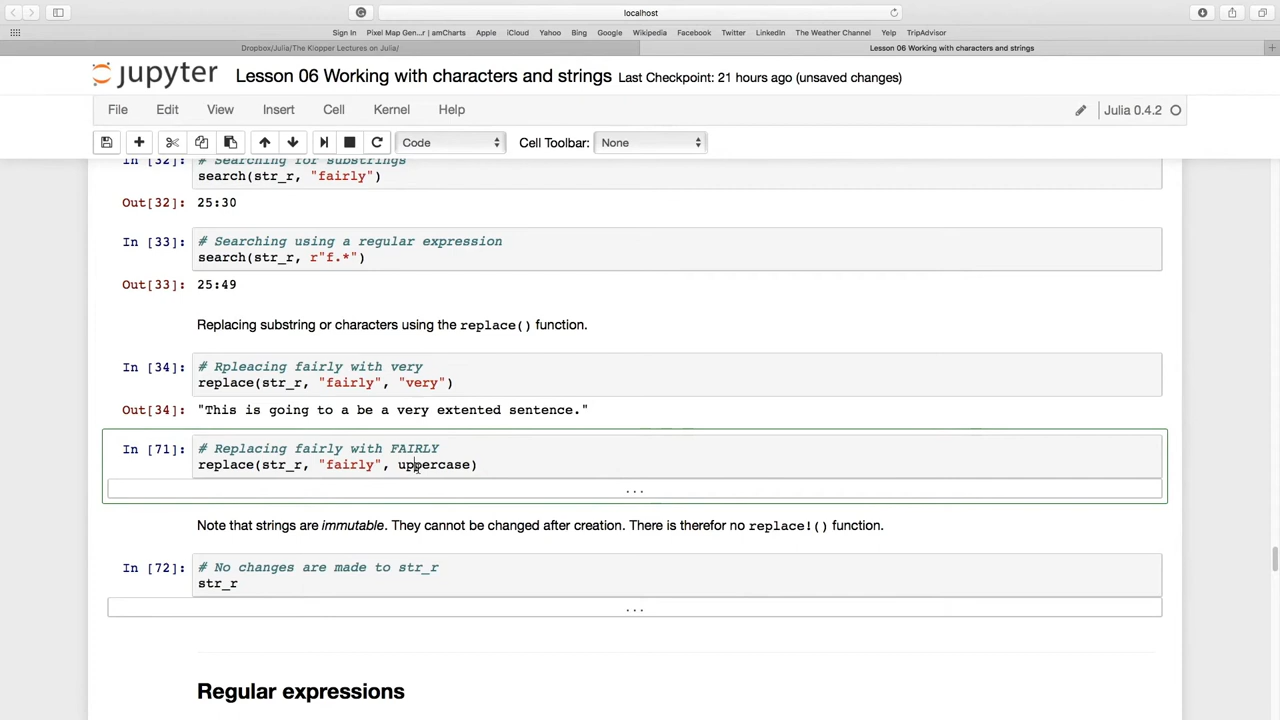 localhost
Sign In
Pixel Map Gen...r | amCharts
Apple
iCloud
Yahoo
Bing
Google
Wikipedia
Facebook
Twitter
LinkedIn
The Weather Channel
Yelp
TripAdvisor
Dropbox/Julia/The Klopper Lectures on Julia/
Lesson 06 Working with characters and strings
jupyter
Lesson 06 Working with characters and strings Last Checkpoint: 21 hours ago (unsaved changes)
File
Edit
View
Insert
Cell
Kernel
Help
Julia 0.4.2
Code
Cell Toolbar:
None
In [32]: # Searching for substrings
search(str_r, "fairly")
Out[32]: 25:30
In [33]: # Searching using a regular expression
search(str_r, r"f.*")
Out[33]: 25:49
Replacing substring or characters using the replace() function.
In [34]: # Rpleacing fairly with very
replace(str_r, "fairly", "very")
Out[34]: "This is going to a be a very extented sentence."
In [71]: # Replacing fairly with FAIRLY
replace(str_r, "fairly", uppercase)
...
Note that strings are immutable. They cannot be changed after creation. There is therefor no replace!() function.
In [72]: # No changes are made to str_r
str_r
...
Regular expressions